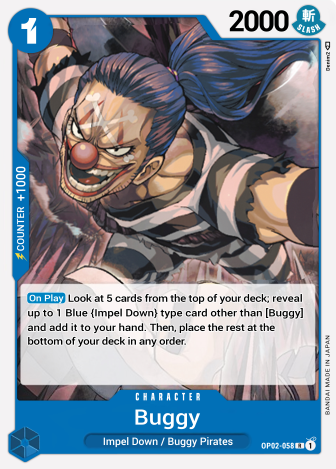 1
2000
斬
SLASH
Denim2
COUNTER +1000
On Play Look at 5 cards from the top of your deck; reveal
up to 1 Blue {Impel Down} type card other than [Buggy]
and add it to your hand. Then, place the rest at the
bottom of your deck in any order.
BANDAI MADE IN JAPAN
CHARACTER
Buggy
Impel Down / Buggy Pirates
OP02-058 R 1